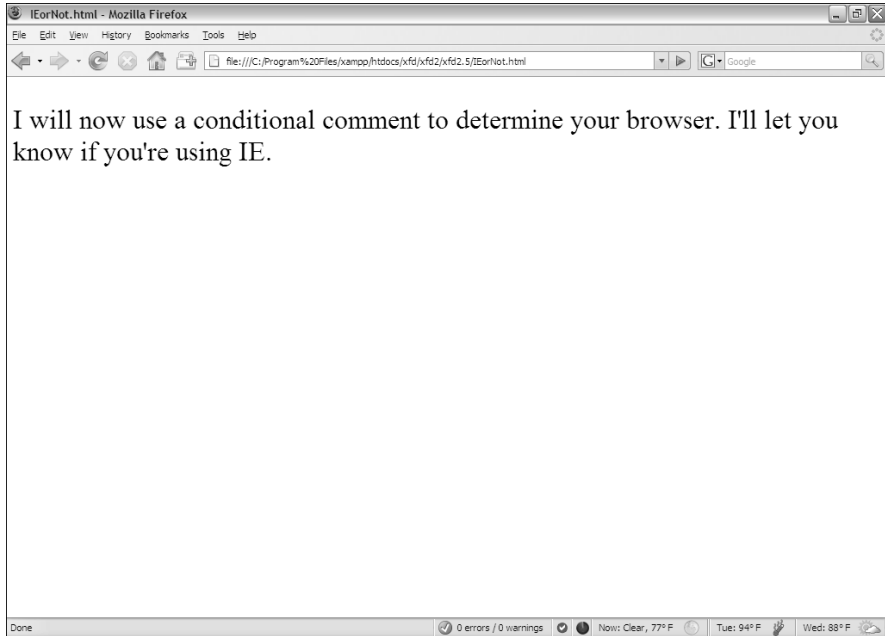 IEorNot.html - Mozilla Firefox
File Edit View History Bookmarks Tools Help
file:///C:/Program%20Files/xampp/htdocs/xfd/xfd2/xfd2.5/IEorNot.html
G Google
I will now use a conditional comment to determine your browser. I'll let you
know if you're using IE.
Done 0 errors / 0 warnings Now: Clear, 77° F Tue: 94° F Wed: 88° F